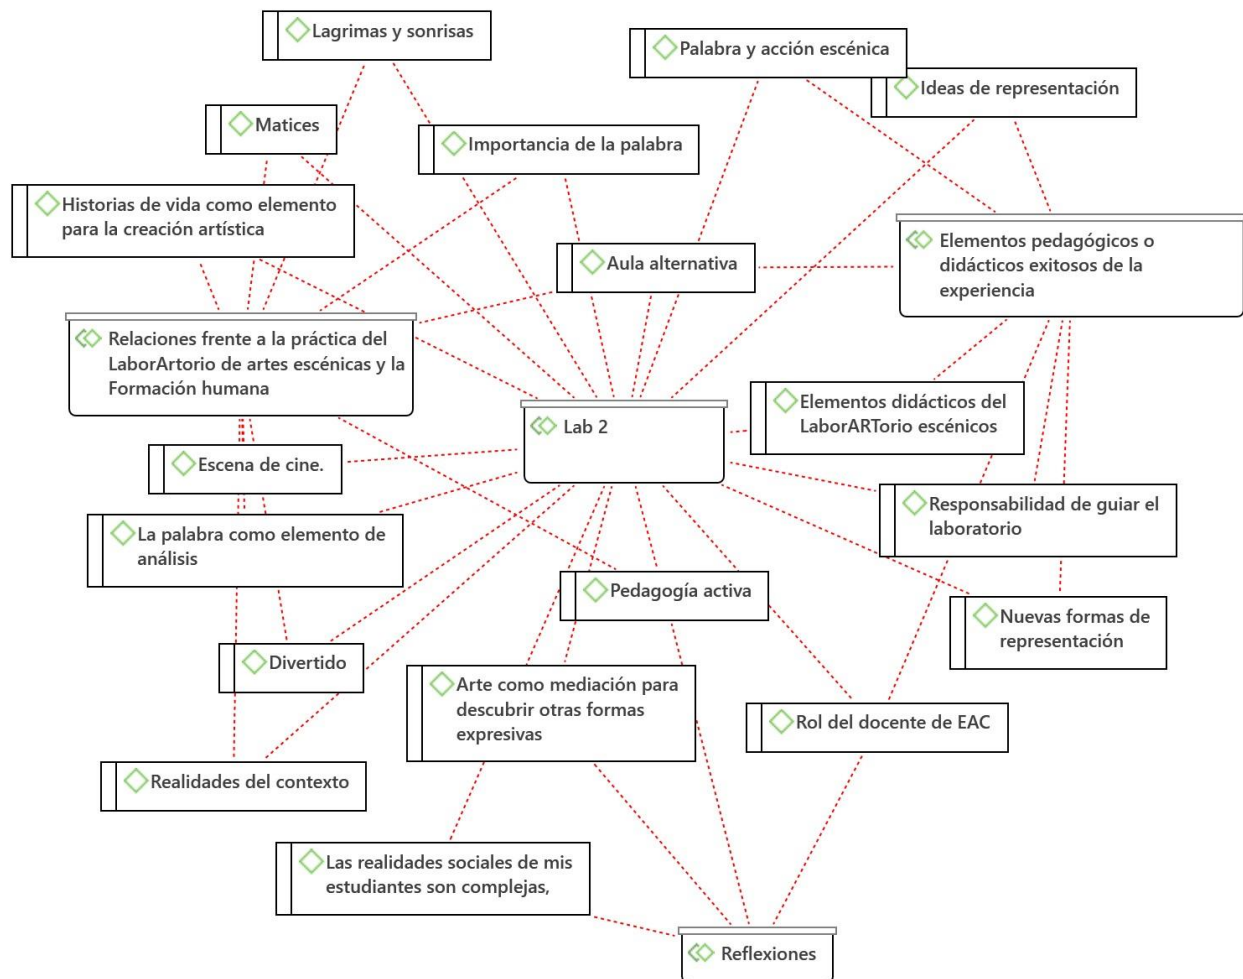 Lagrimas y sonrisas
Palabra y acción escénica
Ideas de representación
Matices
Importancia de la palabra
Historias de vida como elemento
para la creación artística
Aula alternativa
Elementos pedagógicos o
didácticos exitosos de la
experiencia
Relaciones frente a la práctica del
LaborArtorio de artes escénicas y la
Formación humana
Elementos didácticos del
LaborARTorio escénicos
Lab 2
Escena de cine.
Responsabilidad de guiar el
laboratorio
La palabra como elemento de
análisis
Pedagogía activa
Nuevas formas de
representación
Divertido
Arte como mediación para
descubrir otras formas
expresivas
Rol del docente de EAC
Realidades del contexto
Las realidades sociales de mis
estudiantes son complejas,
Reflexiones